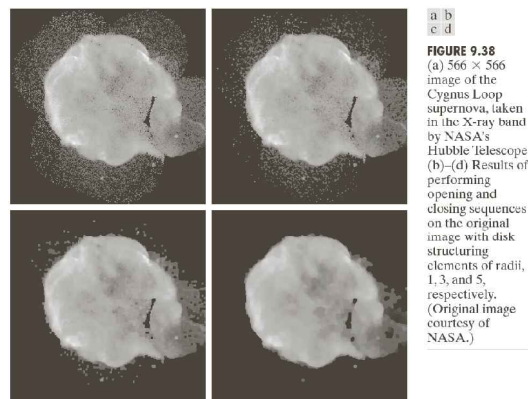 a b
c d
FIGURE 9.38
(a) 566 × 566
image of the
Cygnus Loop
supernova, taken
in the X-ray band
by NASA's
Hubble Telescope
(b)–(d) Results of
performing
opening and
closing sequences
on the original
image with disk
structuring
elements of radii,
1, 3, and 5,
respectively.
(Original image
courtesy of
NASA.)